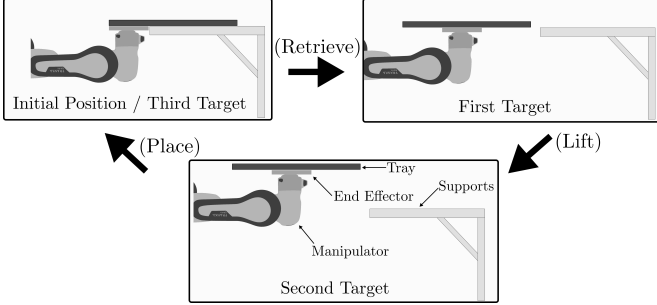 (Retrieve)
Initial Position / Third Target
First Target
(Place)
(Lift)
Tray
End Effector
Supports
Manipulator
Second Target